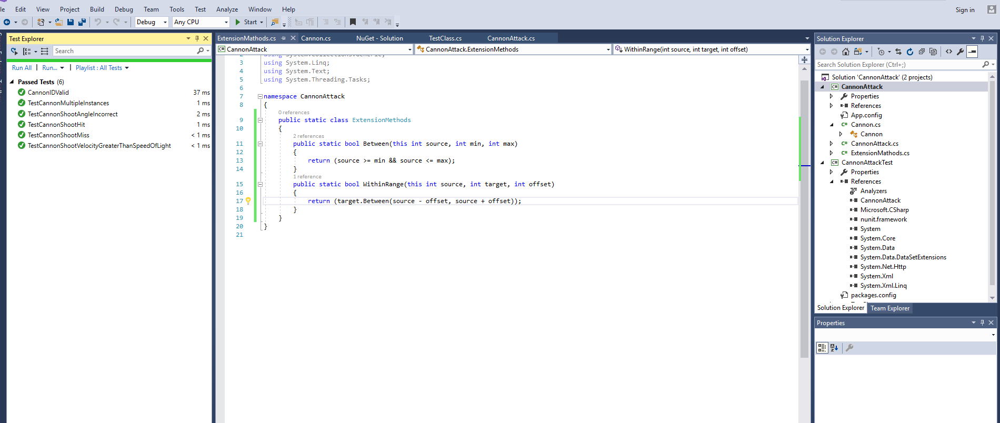 le Edit View Project Build Debug Team Tools Test Analyze Window Help
Sign in
Debug Any CPU Start
Test Explorer
Search
Run All | Run... Playlist : All Tests
Passed Tests (6)
CannonIDValid 37 ms
TestCannonMultipleInstances 1 ms
TestCannonShootAngleIncorrect 2 ms
TestCannonShootHit 1 ms
TestCannonShootMiss < 1 ms
TestCannonShootVelocityGreaterThanSpeedOfLight < 1 ms
ExtensionMathods.cs Cannon.cs NuGet - Solution TestClass.cs CannonAttack.cs
C# CannonAttack CannonAttack.ExtensionMethods WithinRange(int source, int target, int offset)
2 using System.Collections.Generic;
3 using System.Linq;
4 using System.Text;
5 using System.Threading.Tasks;
6
7 namespace CannonAttack
8 {
0 references
9 public static class ExtensionMethods
10 {
2 references
11 public static bool Between(this int source, int min, int max)
12 {
13 return (source >= min && source <= max);
14 }
1 reference
15 public static bool WithinRange(this int source, int target, int offset)
16 {
17 return (target.Between(source - offset, source + offset));
18 }
19 }
20 }
21
Solution Explorer
Search Solution Explorer (Ctrl+;)
Solution 'CannonAttack' (2 projects)
C# CannonAttack
Properties
References
App.config
C# Cannon.cs
Cannon
C# CannonAttack.cs
C# ExtensionMathods.cs
C# CannonAttackTest
Properties
References
Analyzers
CannonAttack
Microsoft.CSharp
nunit.framework
System
System.Core
System.Data
System.Data.DataSetExtensions
System.Net.Http
System.Xml
System.Xml.Linq
packages.config
Solution Explorer Team Explorer
Properties